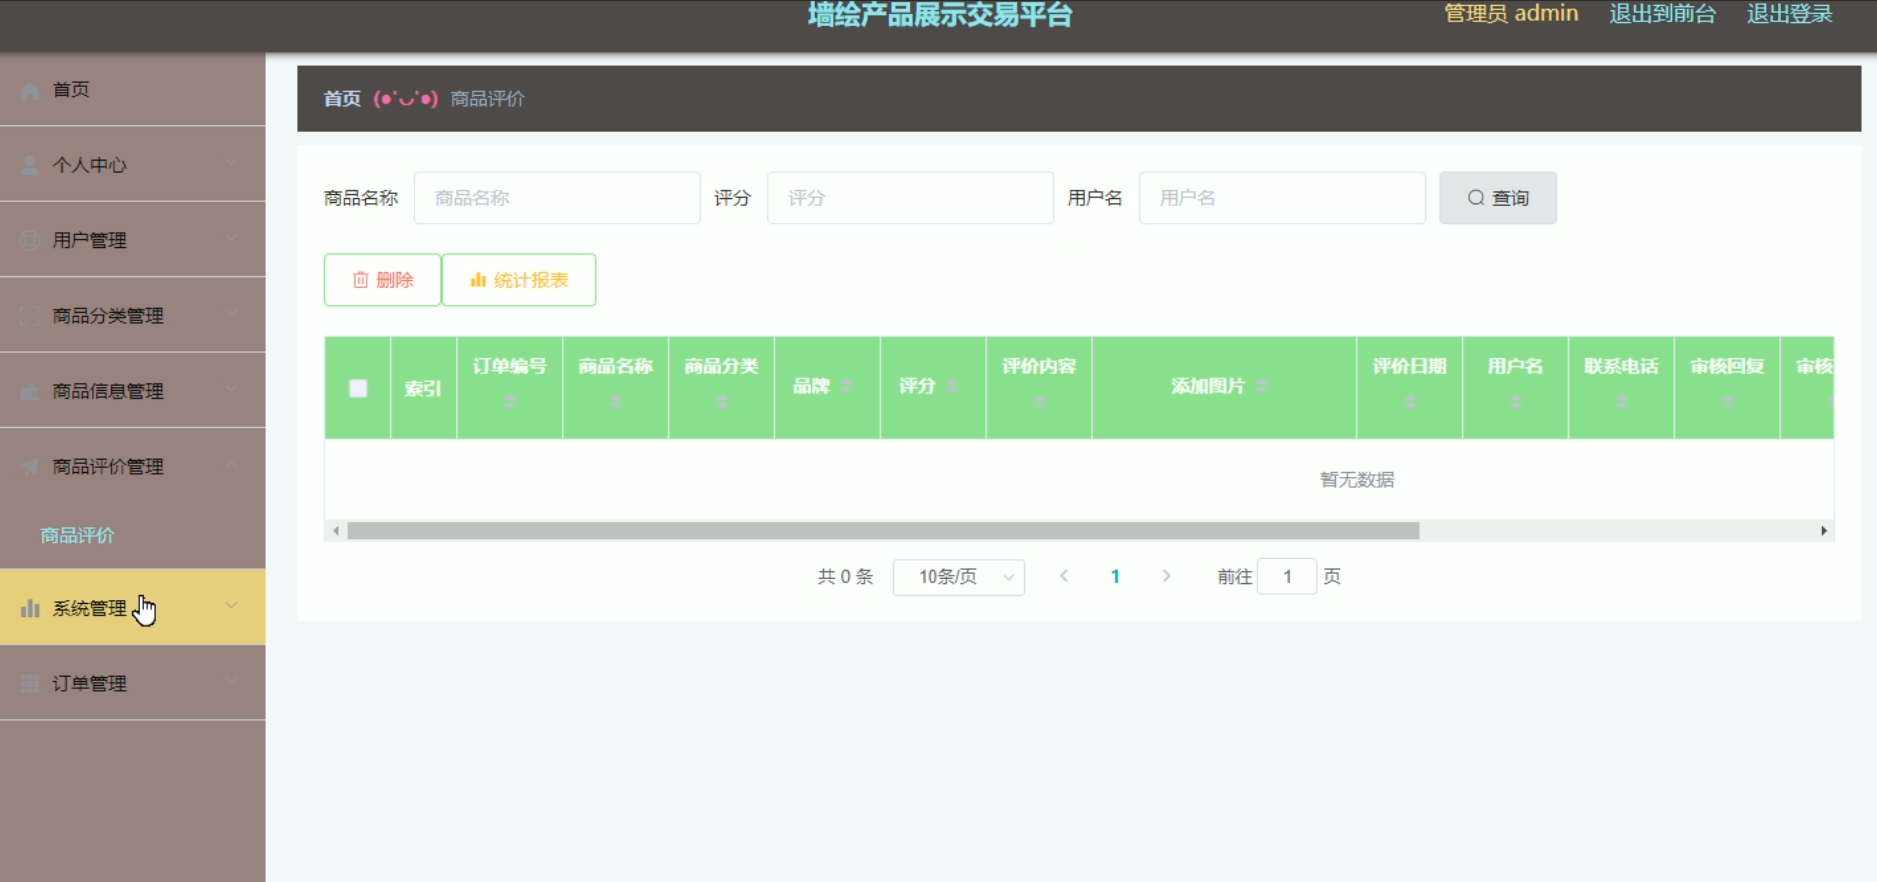 墙绘产品展示交易平台
管理员 admin
退出到前台
退出登录
首页
个人中心
用户管理
商品分类管理
商品信息管理
商品评价管理
商品评价
系统管理
订单管理
首页 (●'◡'●) 商品评价
商品名称 商品名称 评分 评分 用户名 用户名 查询
删除 统计报表
索引 订单编号 商品名称 商品分类 品牌 评分 评价内容 添加图片 评价日期 用户名 联系电话 审核回复 审核
暂无数据
共 0 条 10条/页 1 前往 1 页